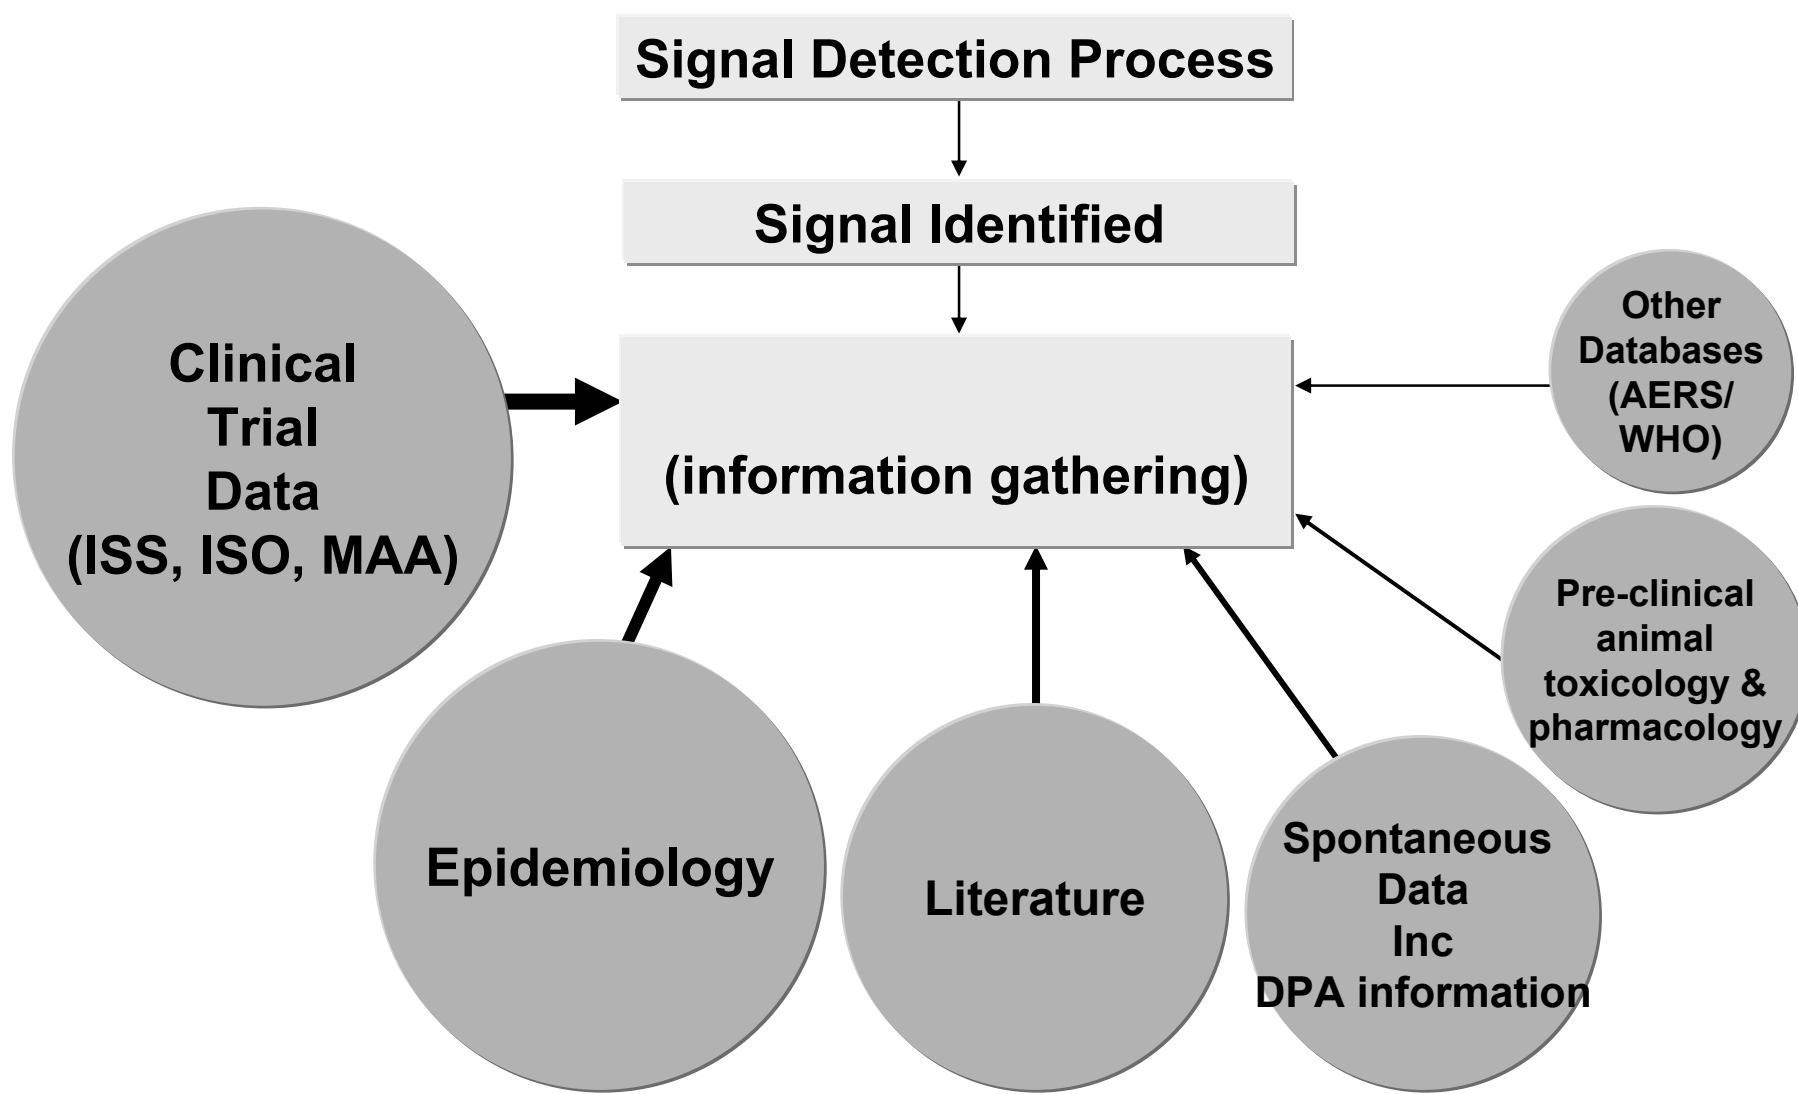 Signal Detection Process
Signal Identified
(information gathering)
Clinical
Trial
Data
(ISS, ISO, MAA)
Epidemiology
Literature
Spontaneous
Data
Inc
DPA information
Pre-clinical
animal
toxicology &
pharmacology
Other
Databases
(AERS/
WHO)